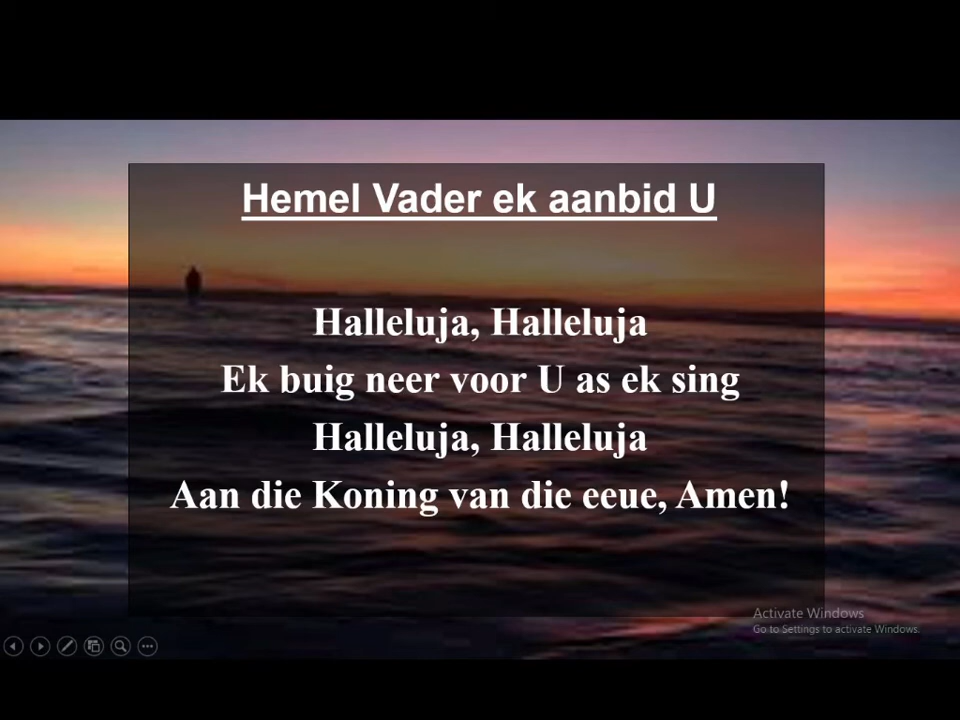 Hemel Vader ek aanbid U
Halleluja, Halleluja
Ek buig neer voor U as ek sing
Halleluja, Halleluja
Aan die Koning van die eeue, Amen!
Activate Windows
Go to Settings to activate Windows.